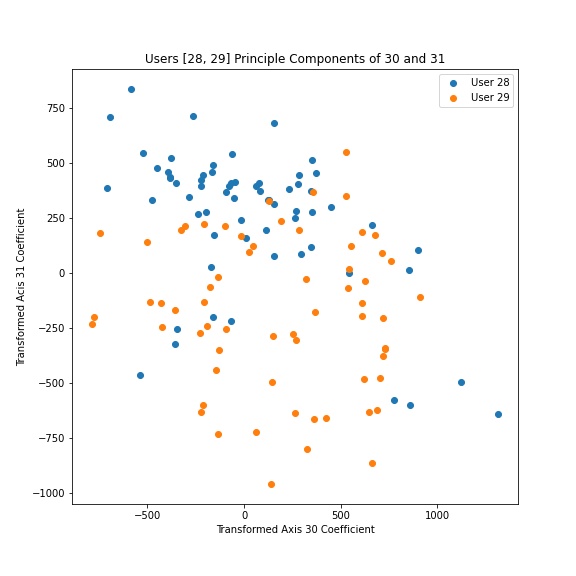 Users [28, 29] Principle Components of 30 and 31
User 28
User 29
750
500
250
0
−250
−500
−750
−1000
Transformed Acis 31 Coefficient
−500
0
500
1000
Transformed Axis 30 Coefficient